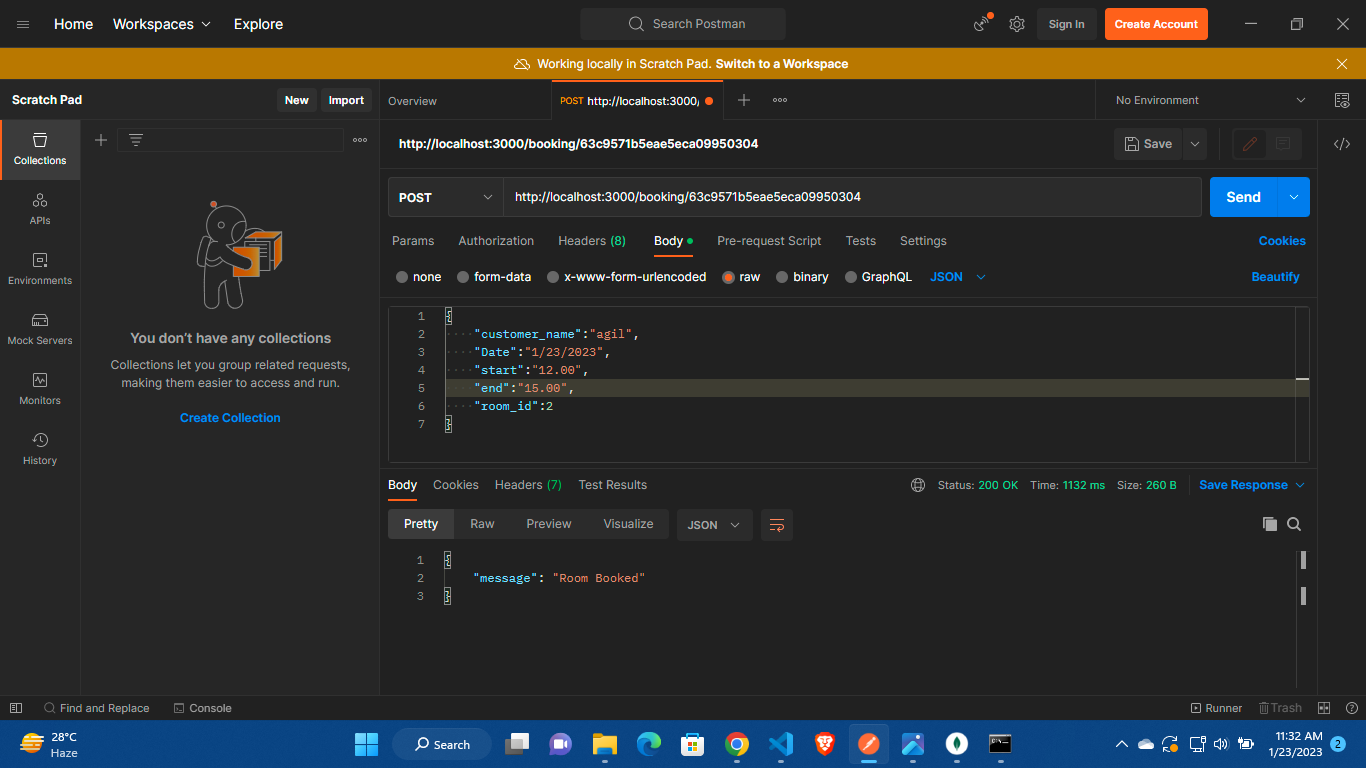 Home Workspaces Explore Search Postman Sign In Create Account
Working locally in Scratch Pad. Switch to a Workspace
Scratch Pad New Import Overview POST http://localhost:3000/ No Environment
http://localhost:3000/booking/63c9571b5eae5eca09950304 Save
Collections
POST http://localhost:3000/booking/63c9571b5eae5eca09950304 Send
APIs
Params Authorization Headers (8) Body Pre-request Script Tests Settings Cookies
Environments
none form-data x-www-form-urlencoded raw binary GraphQL JSON Beautify
Mock Servers
Monitors
History
You don't have any collections
Collections let you group related requests,
making them easier to access and run.
Create Collection
1 {
2 "customer_name":"agil",
3 "Date":"1/23/2023",
4 "start":"12.00",
5 "end":"15.00",
6 "room_id":2
7 }
Body Cookies Headers (7) Test Results Status: 200 OK Time: 1132 ms Size: 260 B Save Response
Pretty Raw Preview Visualize JSON
1 {
2 "message": "Room Booked"
3 }
Find and Replace Console Runner Trash
28°C
Haze
Search
11:32 AM
1/23/2023 2